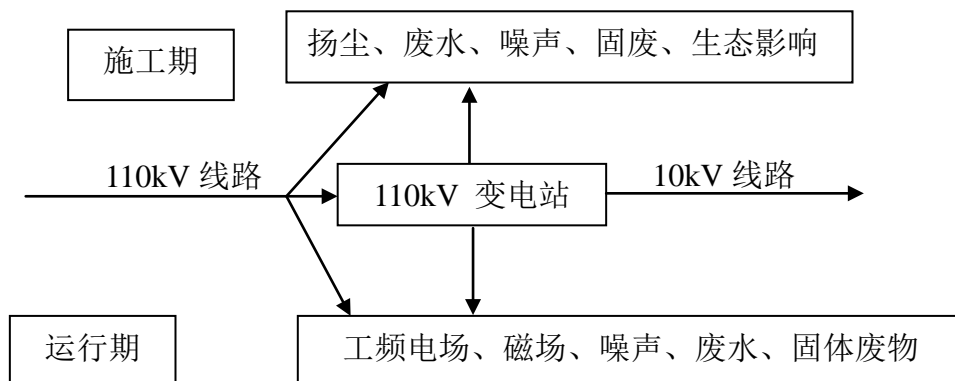 扬尘、废水、噪声、固废、生态影响
施工期
110kV 线路
110kV 变电站
10kV 线路
运行期
工频电场、磁场、噪声、废水、固体废物